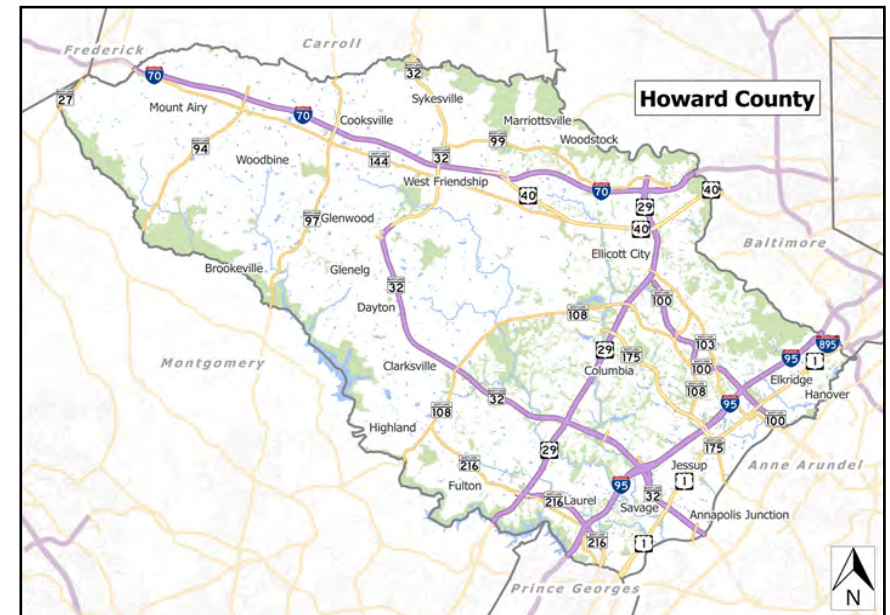 Frederick
Carroll
Howard County
70
32
27
Mount Airy
Sykesville
70
Cooksville
Marriottsville
94
99
Woodstock
Woodbine
144
32
West Friendship
70
40
40
29
97
Glenwood
40
Baltimore
Brookeville
Glenelg
Ellicott City
32
100
Dayton
108
103
895
Montgomery
29
175
95
1
Clarksville
Columbia
100
Elkridge
32
108
Hanover
108
95
100
Highland
29
175
216
Jessup
Anne Arundel
Fulton
95
1
216
Laurel
32
Savage
Annapolis Junction
216
1
Prince Georges
N